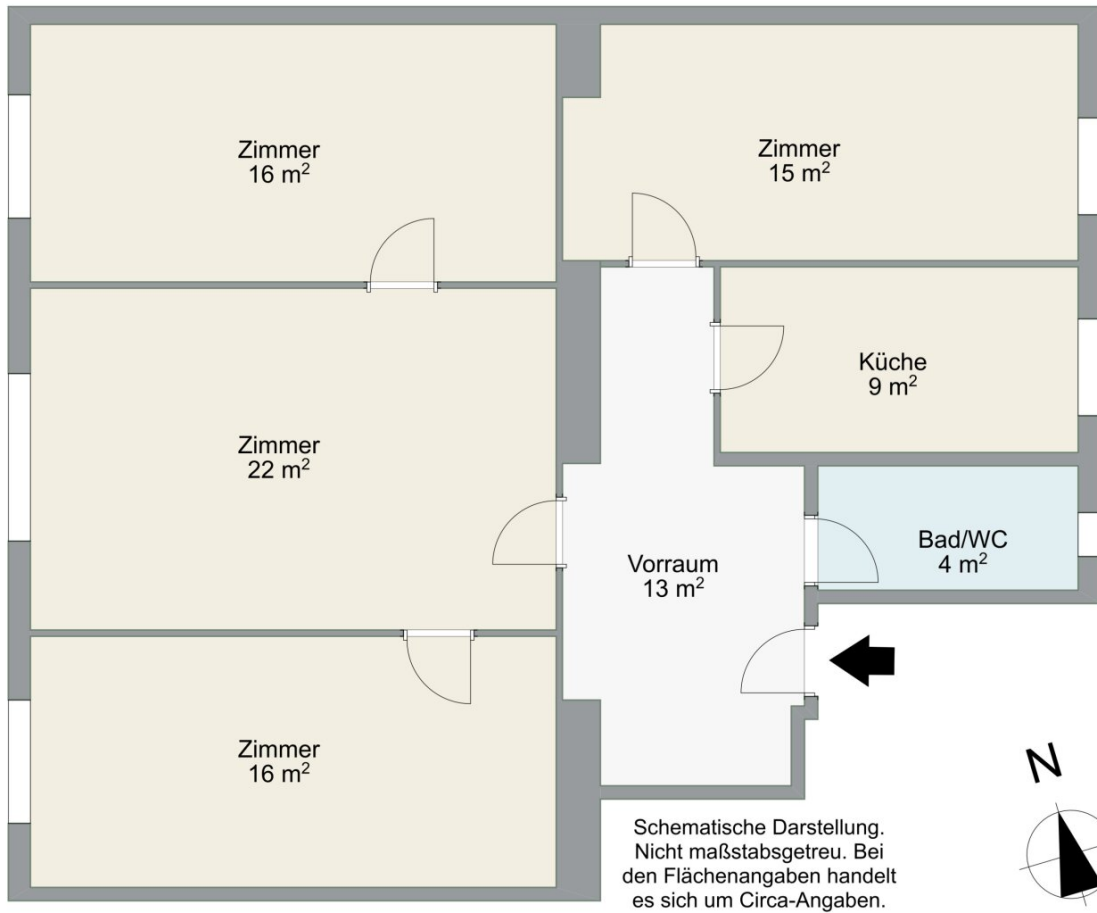 Zimmer
16 m²
Zimmer
15 m²
Küche
9 m²
Zimmer
22 m²
Bad/WC
4 m²
Vorraum
13 m²
Zimmer
16 m²
N
Schematische Darstellung.
Nicht maßstabsgetreu. Bei
den Flächenangaben handelt
es sich um Circa-Angaben.